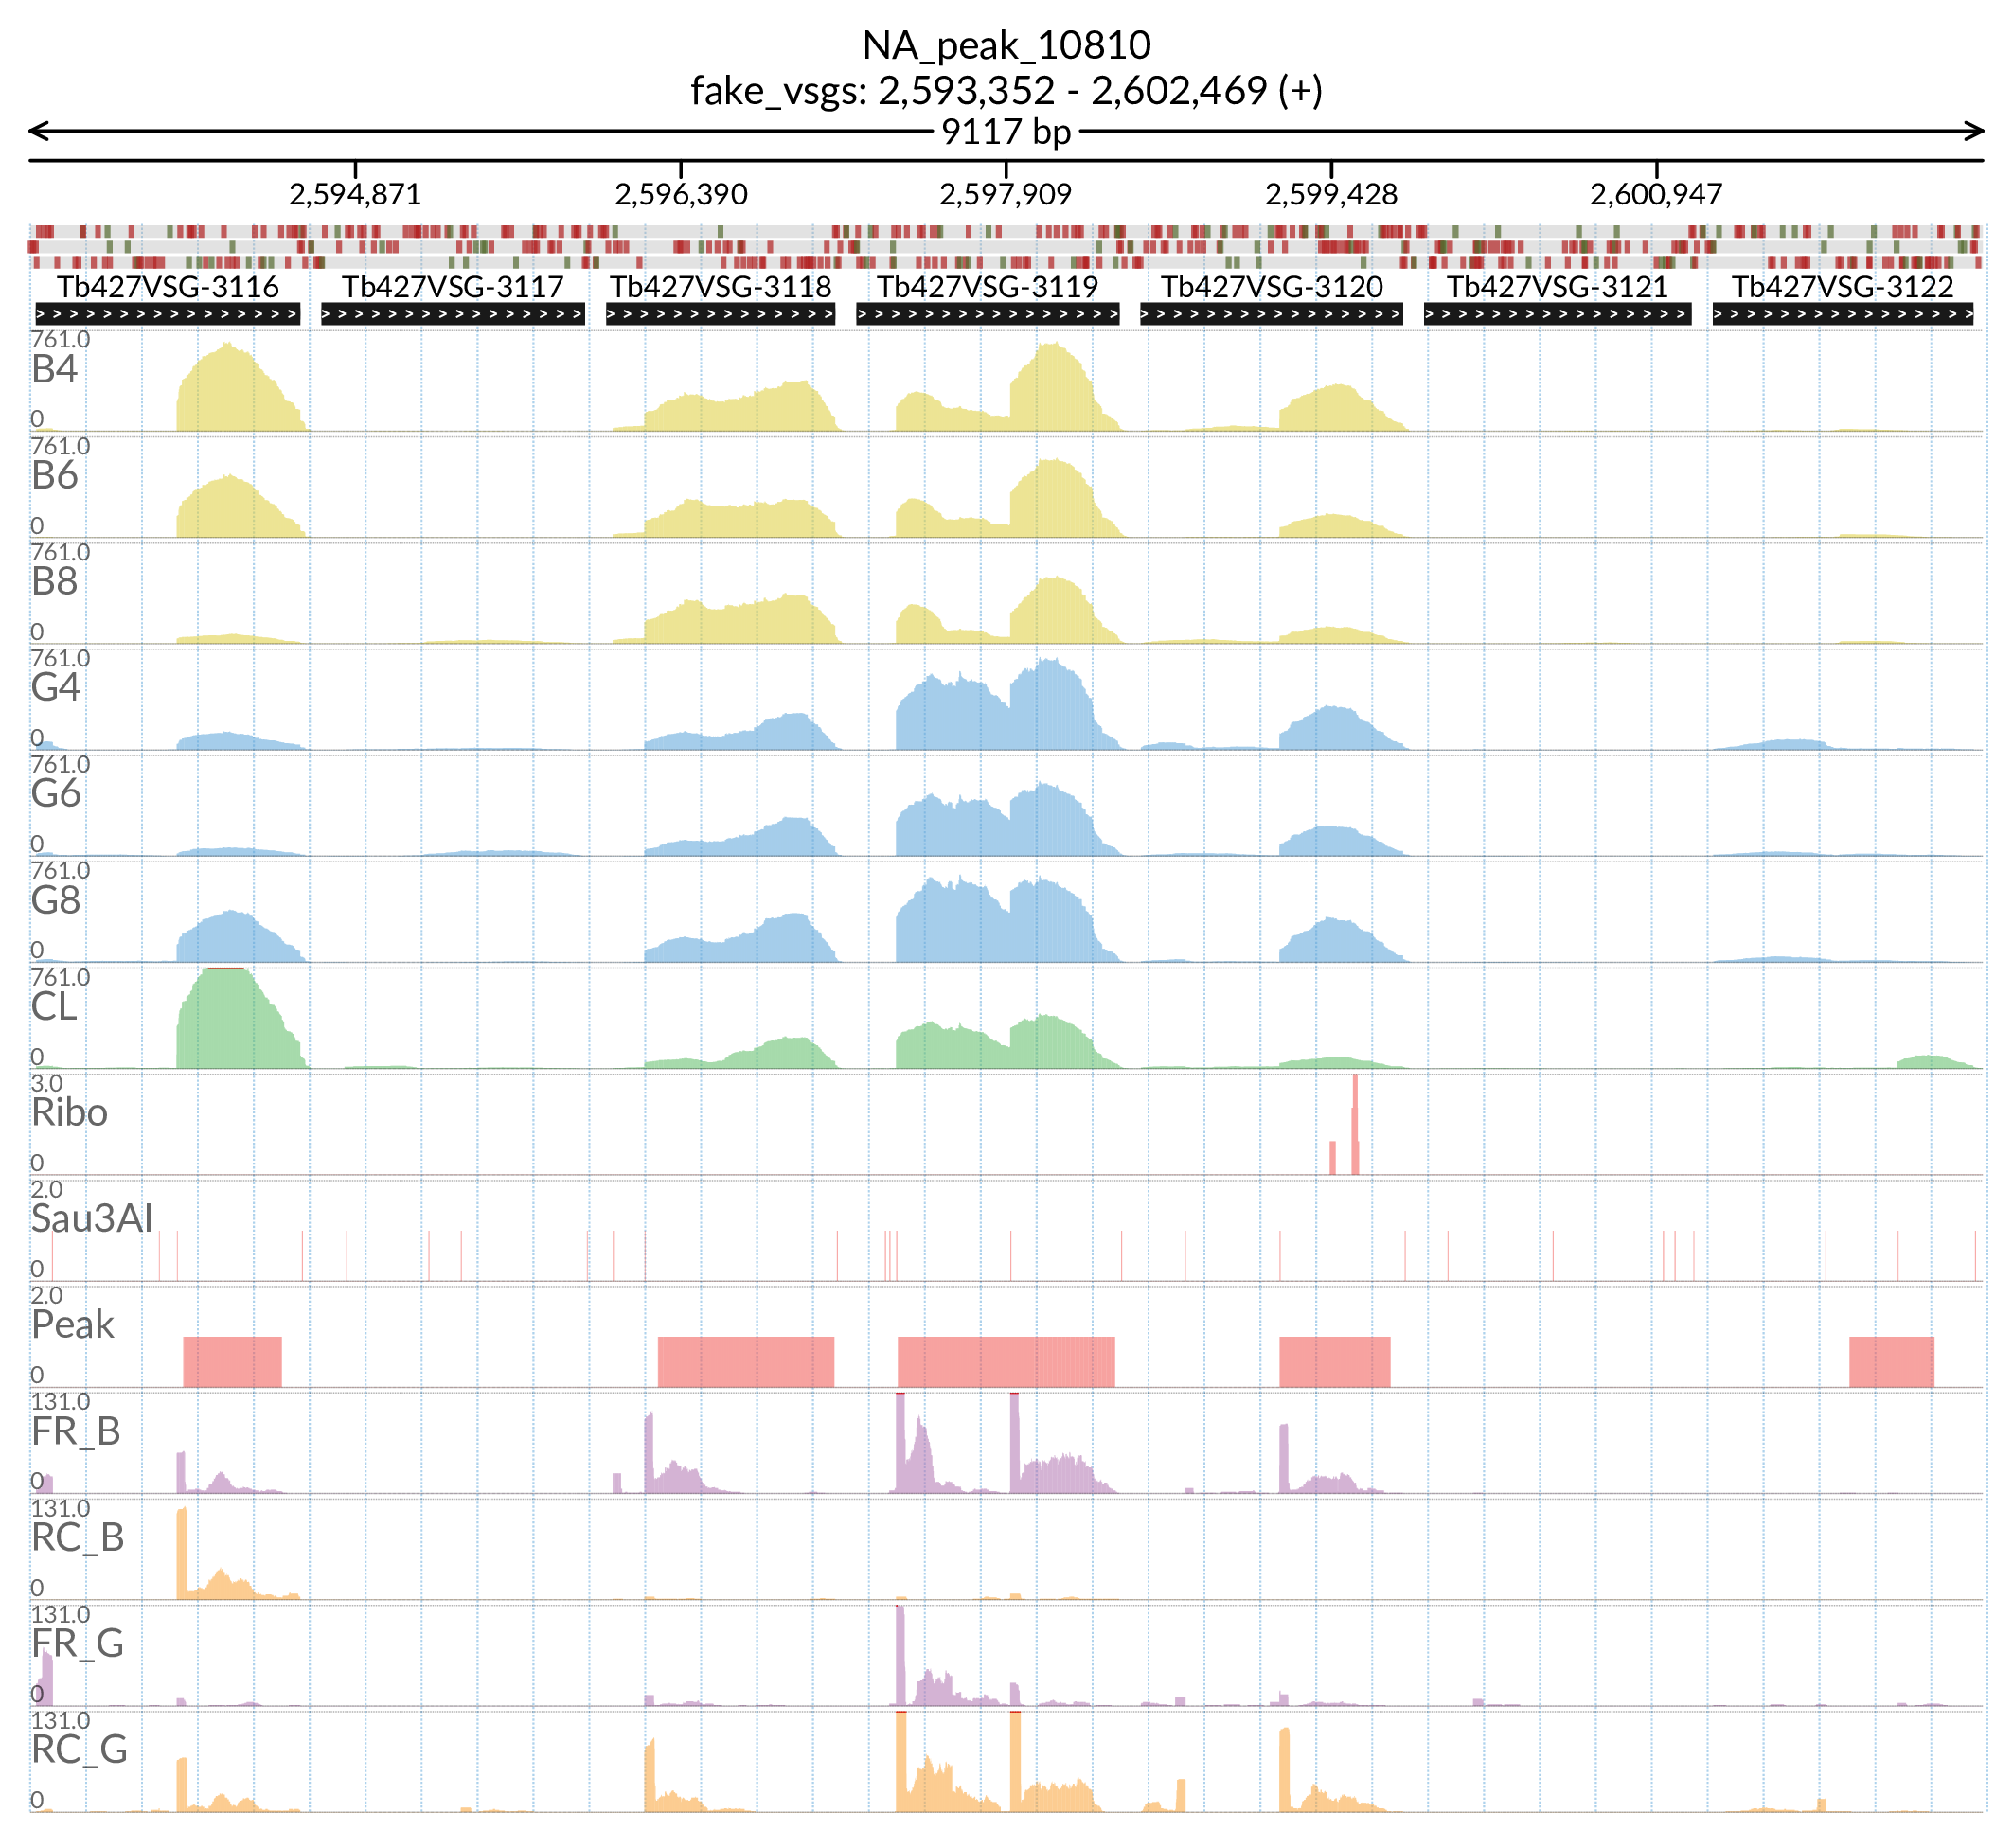 NA_peak_10810
fake_vsgs: 2,593,352 - 2,602,469 (+)
9117 bp
2,594,871 2,596,390 2,597,909 2,599,428 2,600,947
Tb427VSG-3116 Tb427VSG-3117 Tb427VSG-3118 Tb427VSG-3119 Tb427VSG-3120 Tb427VSG-3121 Tb427VSG-3122
761.0
B4
0
761.0
B6
0
761.0
B8
0
761.0
G4
0
761.0
G6
0
761.0
G8
0
761.0
CL
0
3.0
Ribo
0
2.0
Sau3AI
0
2.0
Peak
0
131.0
FR_B
0
131.0
RC_B
0
131.0
FR_G
0
131.0
RC_G
0